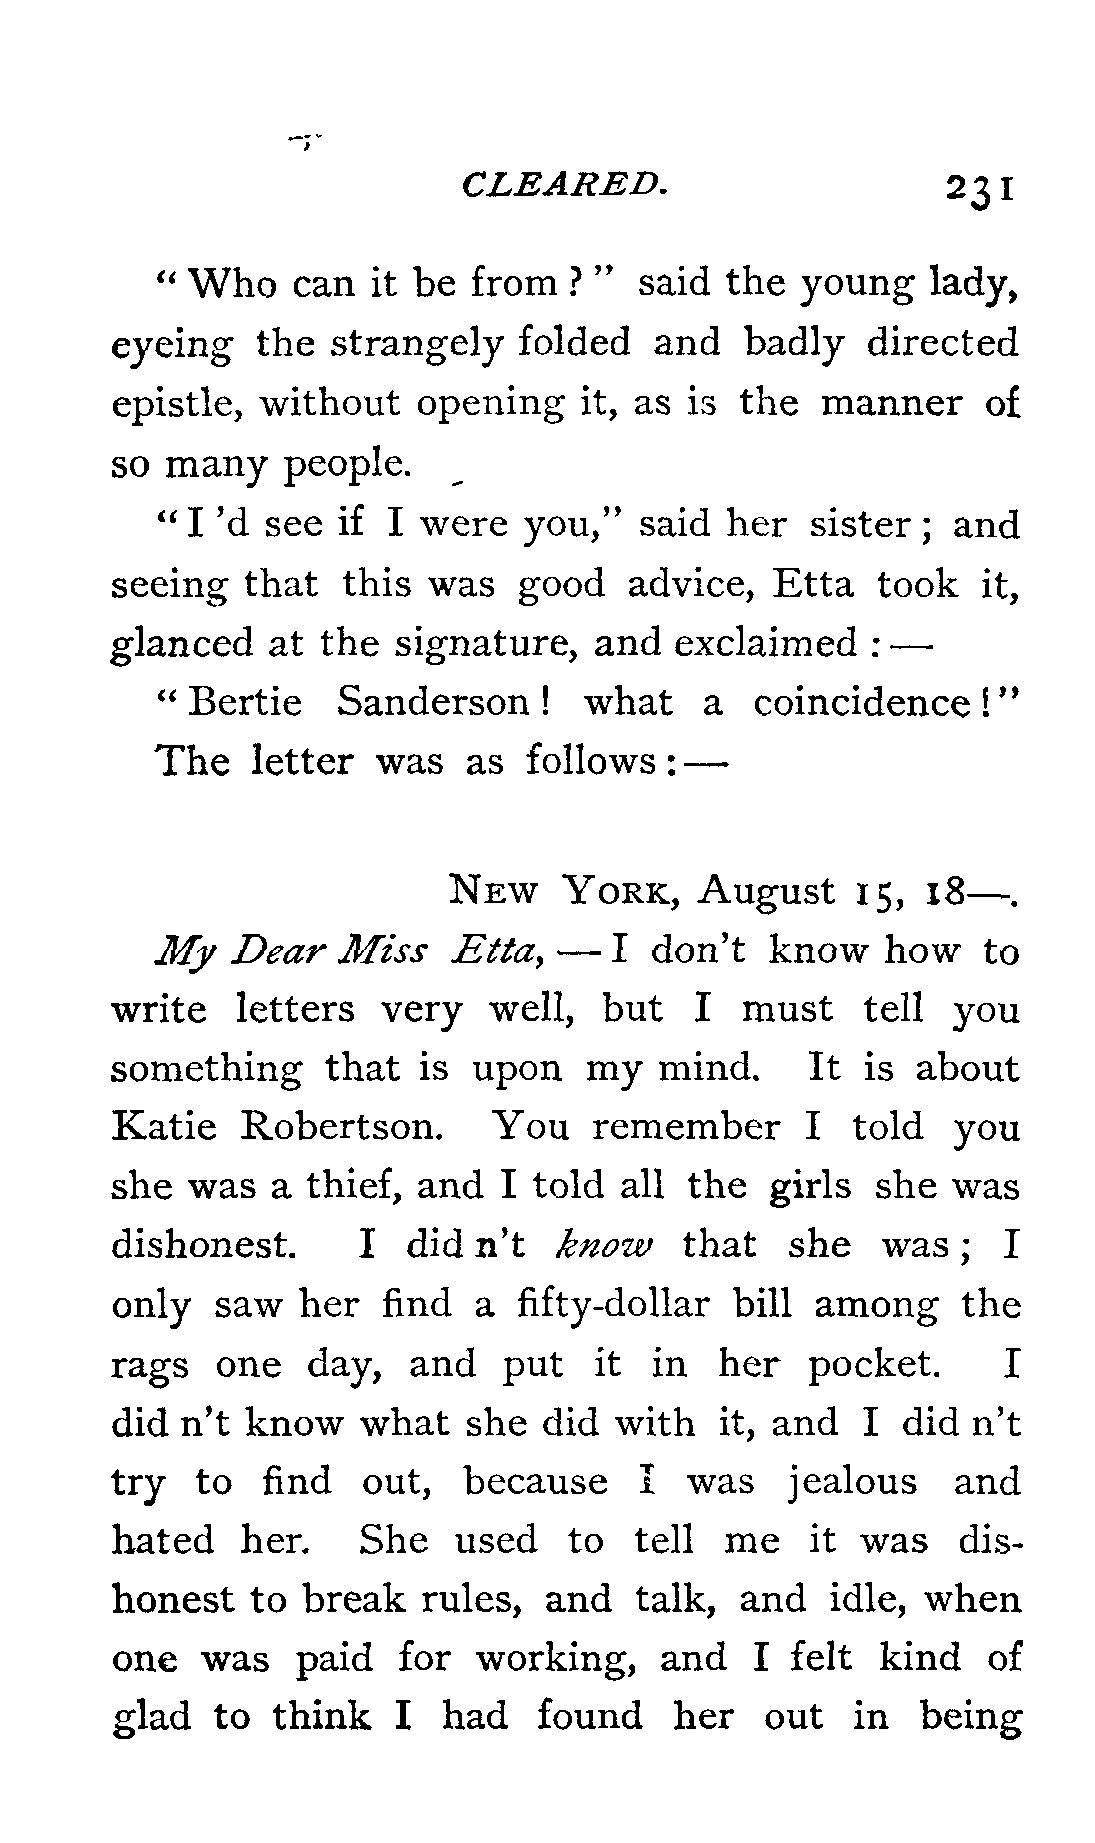 CLEARED. 231
“ Who can it be from ? ” said the young lady,
eyeing the strangely folded and badly directed
epistle, without opening it, as is the manner of
so many people.
“ I ’d see if I were you,” said her sister ; and
seeing that this was good advice, Etta took it,
glanced at the signature, and exclaimed : —
“ Bertie Sanderson ! what a coincidence ! ”
The letter was as follows : —
NEW YORK, August 15, 18—.
My Dear Miss Etta, — I don’t know how to
write letters very well, but I must tell you
something that is upon my mind. It is about
Katie Robertson. You remember I told you
she was a thief, and I told all the girls she was
dishonest. I did n’t know that she was ; I
only saw her find a fifty-dollar bill among the
rags one day, and put it in her pocket. I
did n’t know what she did with it, and I did n’t
try to find out, because I was jealous and
hated her. She used to tell me it was dis-
honest to break rules, and talk, and idle, when
one was paid for working, and I felt kind of
glad to think I had found her out in being